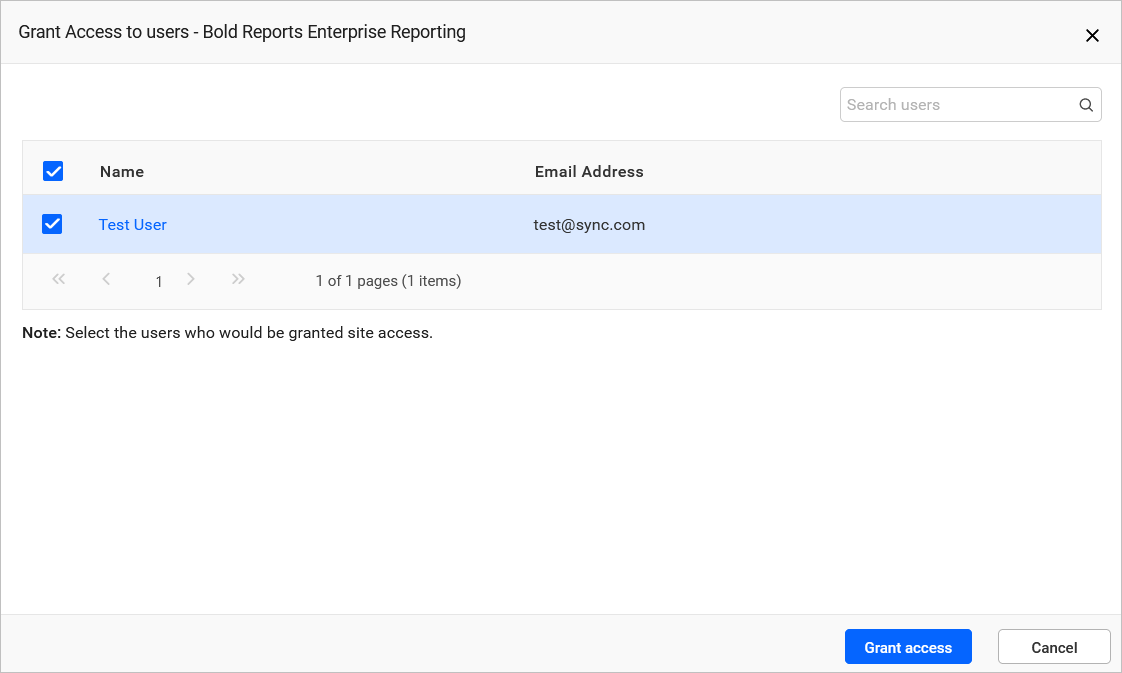 Grant Access to users - Bold Reports Enterprise Reporting
Search users
Name Email Address
Test User test@sync.com
1 1 of 1 pages (1 items)
Note: Select the users who would be granted site access.
Grant access Cancel